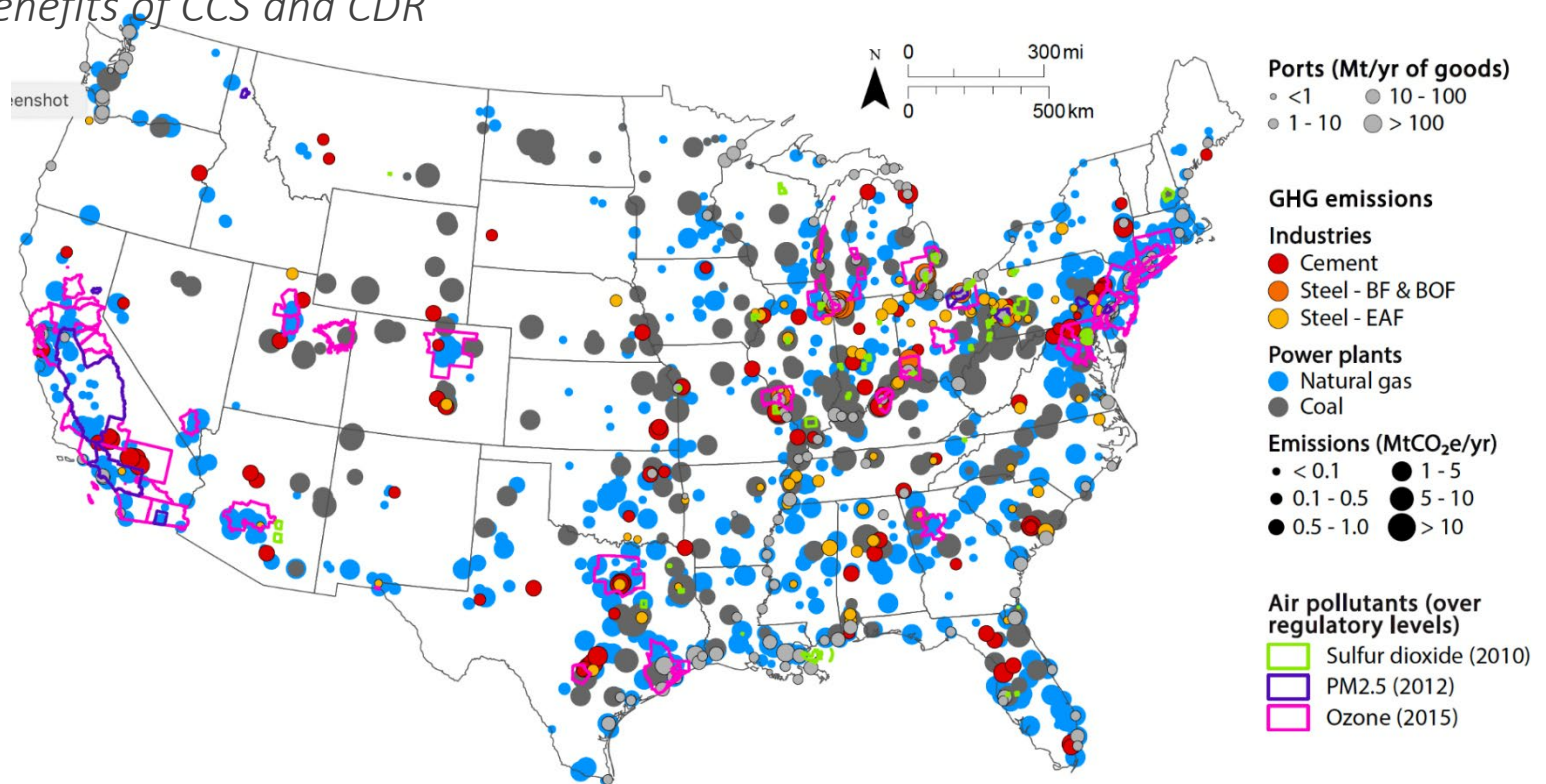 enefits of CCS and CDR
eenshot
N
0 300 mi
0 500 km
Ports (Mt/yr of goods)
<1 10 - 100
1 - 10 > 100
GHG emissions
Industries
Cement
Steel - BF & BOF
Steel - EAF
Power plants
Natural gas
Coal
Emissions (MtCO₂e/yr)
< 0.1 1 - 5
0.1 - 0.5 5 - 10
0.5 - 1.0 > 10
Air pollutants (over
regulatory levels)
Sulfur dioxide (2010)
PM2.5 (2012)
Ozone (2015)